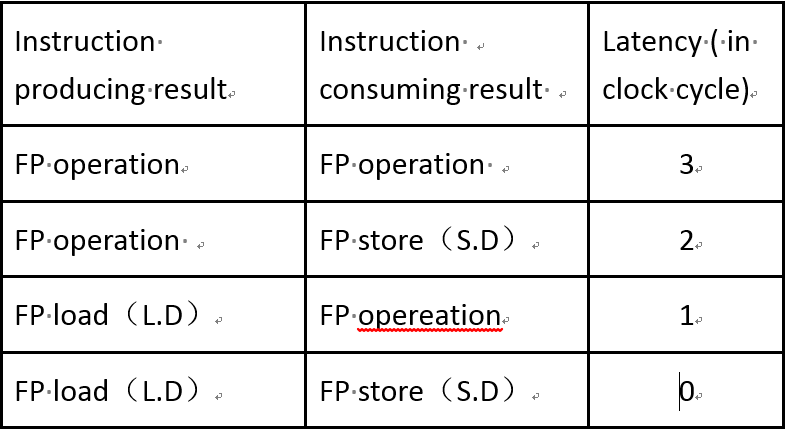 Instruction
producing result
Instruction
consuming result
Latency ( in
clock cycle)
FP operation
FP operation
3
FP operation
FP store（S.D）
2
FP load（L.D）
FP opereation
1
FP load（L.D）
FP store（S.D）
0